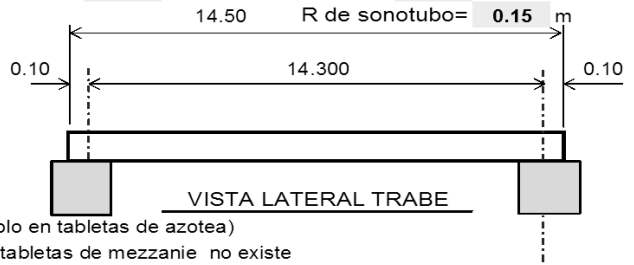 14.50 R de sonotubo= 0.15 m
0.10 14.300 0.10
VISTA LATERAL TRABE
en tabletas de azotea)
tabletas de mezzanie no existe